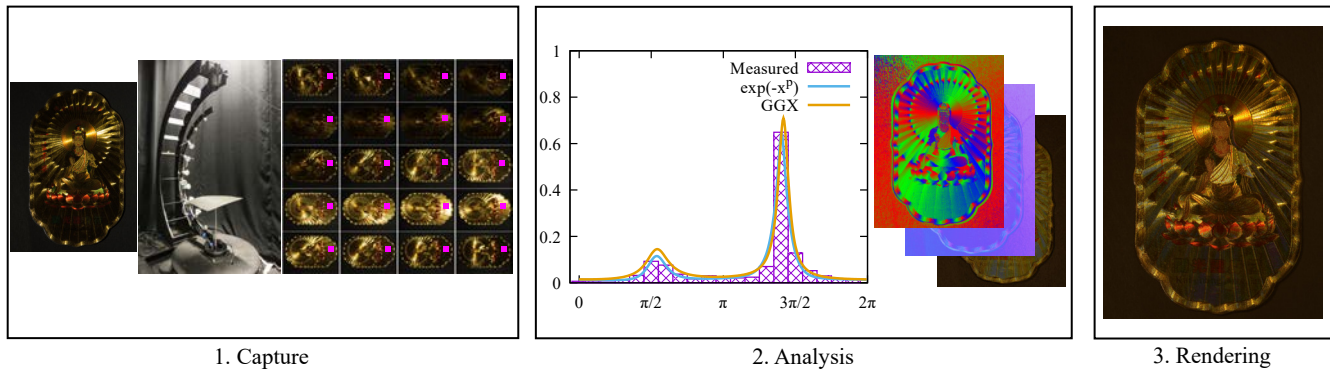 1
0.8
0.6
0.4
0.2
0
0
π/2
π
3π/2
2π
Measured
exp(-xᵖ)
GGX
1. Capture
2. Analysis
3. Rendering